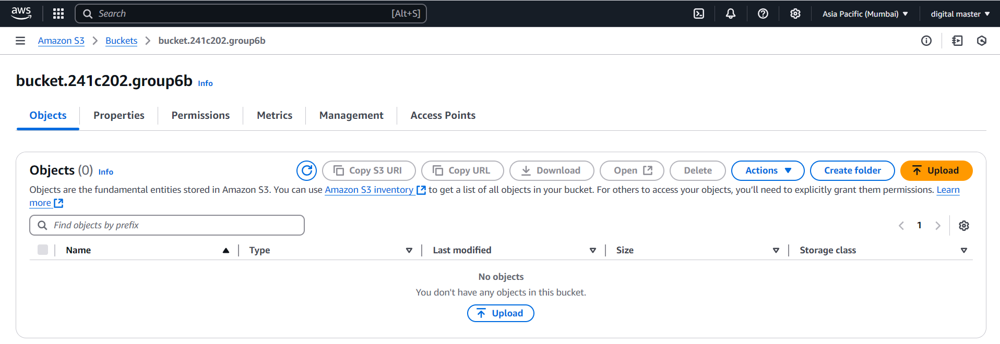 aws Search [Alt+S] Asia Pacific (Mumbai) digital master
Amazon S3 Buckets bucket.241c202.group6b
bucket.241c202.group6b Info
Objects Properties Permissions Metrics Management Access Points
Objects (0) Info Copy S3 URI Copy URL Download Open Delete Actions Create folder Upload
Objects are the fundamental entities stored in Amazon S3. You can use Amazon S3 inventory to get a list of all objects in your bucket. For others to access your objects, you’ll need to explicitly grant them permissions. Learn
more
Find objects by prefix 1
Name Type Last modified Size Storage class
No objects
You don't have any objects in this bucket.
Upload